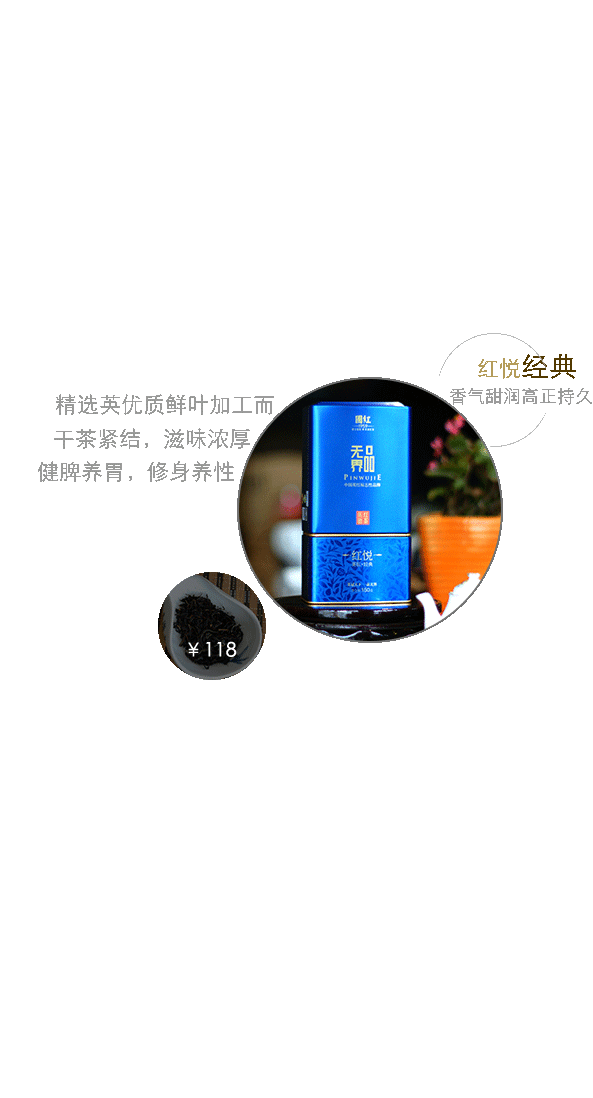 红悦经典
香气甜润高正持久
精选英优质鲜叶加工而
干茶紧结，滋味浓厚
健脾养胃，修身养性
品
无界
PINWUJIE
红悦
150g
￥118